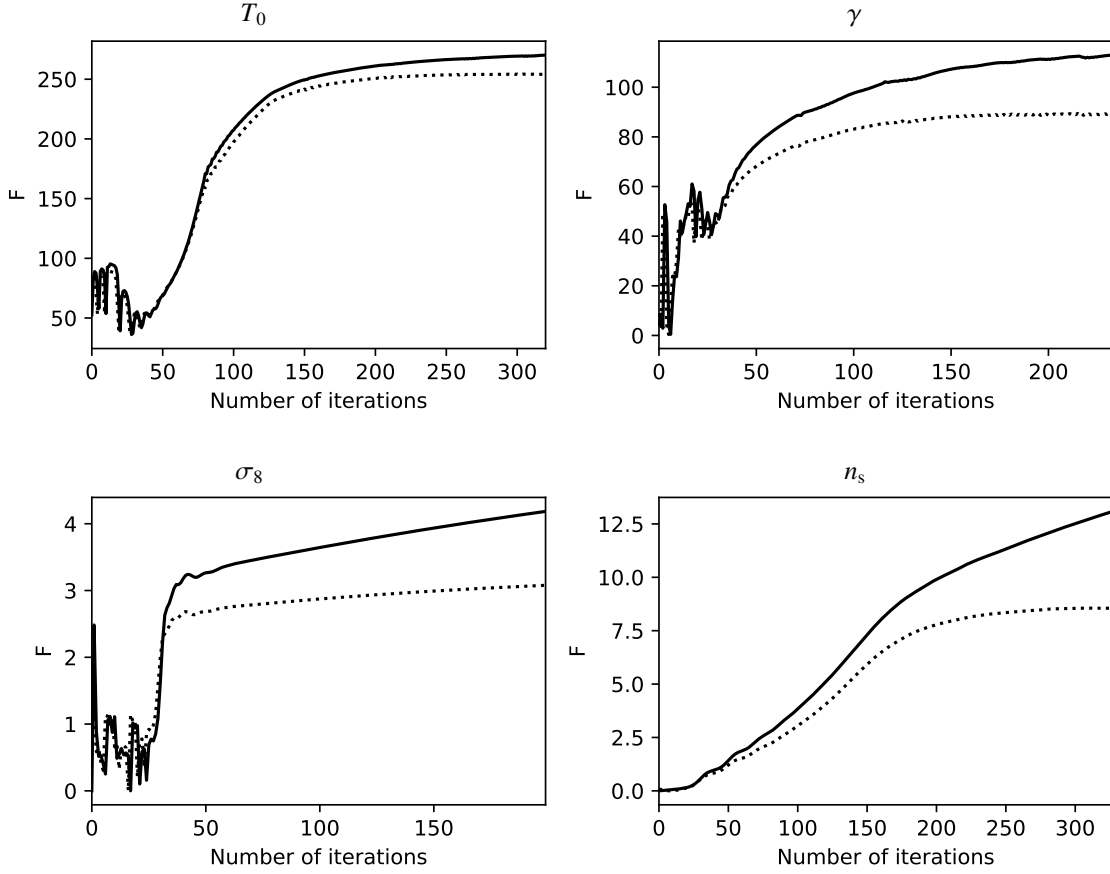 T0
γ
250
200
150
100
50
F
0 50 100 150 200 250 300
Number of iterations
100
80
60
40
20
0
F
0 50 100 150 200
Number of iterations
σ8
ns
4
3
2
1
0
F
0 50 100 150
Number of iterations
12.5
10.0
7.5
5.0
2.5
0.0
F
0 50 100 150 200 250 300
Number of iterations